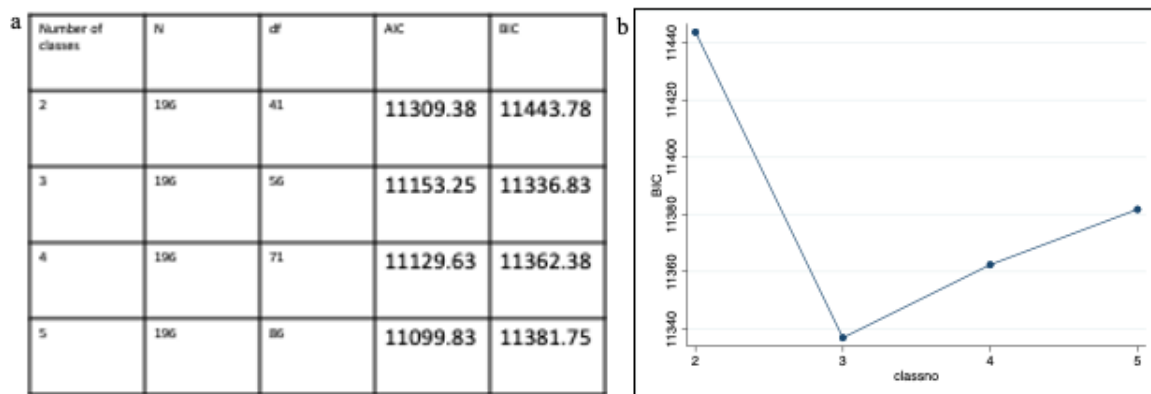 a
Number of classes N df AIC BIC
2 196 41 11309.38 11443.78
3 196 56 11153.25 11336.83
4 196 71 11129.63 11362.38
5 196 86 11099.83 11381.75
b
BIC
11440
11420
11400
11380
11360
11340
2 3 4 5
classno